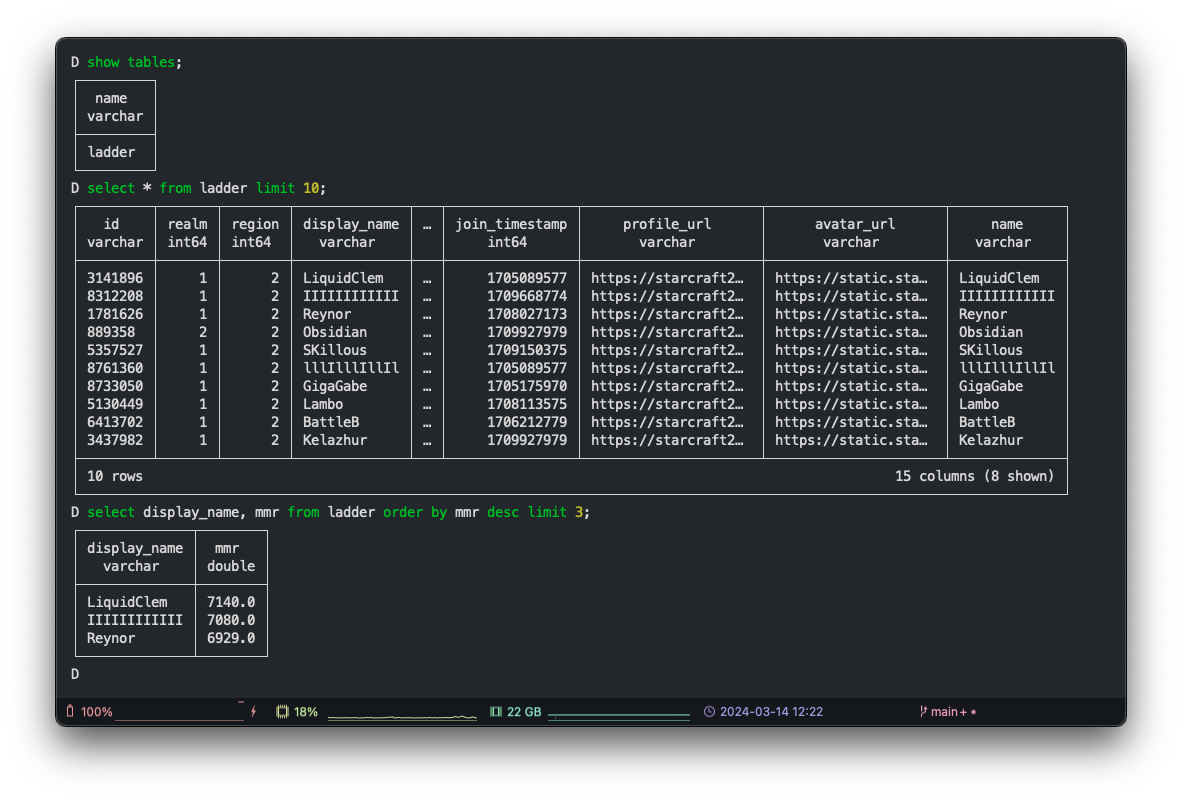 D show tables;
name
varchar
ladder
D select * from ladder limit 10;
id realm region display_name … join_timestamp profile_url avatar_url name
varchar int64 int64 varchar int64 varchar varchar varchar
3141896 1 2 LiquidClem … 1705089577 https://starcraft2… https://static.sta… LiquidClem
8312208 1 2 IIIIIIIIIIII … 1709668774 https://starcraft2… https://static.sta… IIIIIIIIIIII
1781626 1 2 Reynor … 1708027173 https://starcraft2… https://static.sta… Reynor
889358 2 2 Obsidian … 1709927979 https://starcraft2… https://static.sta… Obsidian
5357527 1 2 SKillous … 1709150375 https://starcraft2… https://static.sta… SKillous
8761360 1 2 lllIlllIllIl … 1705089577 https://starcraft2… https://static.sta… lllIlllIllIl
8733050 1 2 GigaGabe … 1705175970 https://starcraft2… https://static.sta… GigaGabe
5130449 1 2 Lambo … 1708113575 https://starcraft2… https://static.sta… Lambo
6413702 1 2 BattleB … 1706212779 https://starcraft2… https://static.sta… BattleB
3437982 1 2 Kelazhur … 1709927979 https://starcraft2… https://static.sta… Kelazhur
10 rows 15 columns (8 shown)
D select display_name, mmr from ladder order by mmr desc limit 3;
display_name mmr
varchar double
LiquidClem 7140.0
IIIIIIIIIIII 7080.0
Reynor 6929.0
D
100% 18% 22 GB 2024-03-14 12:22 main+•